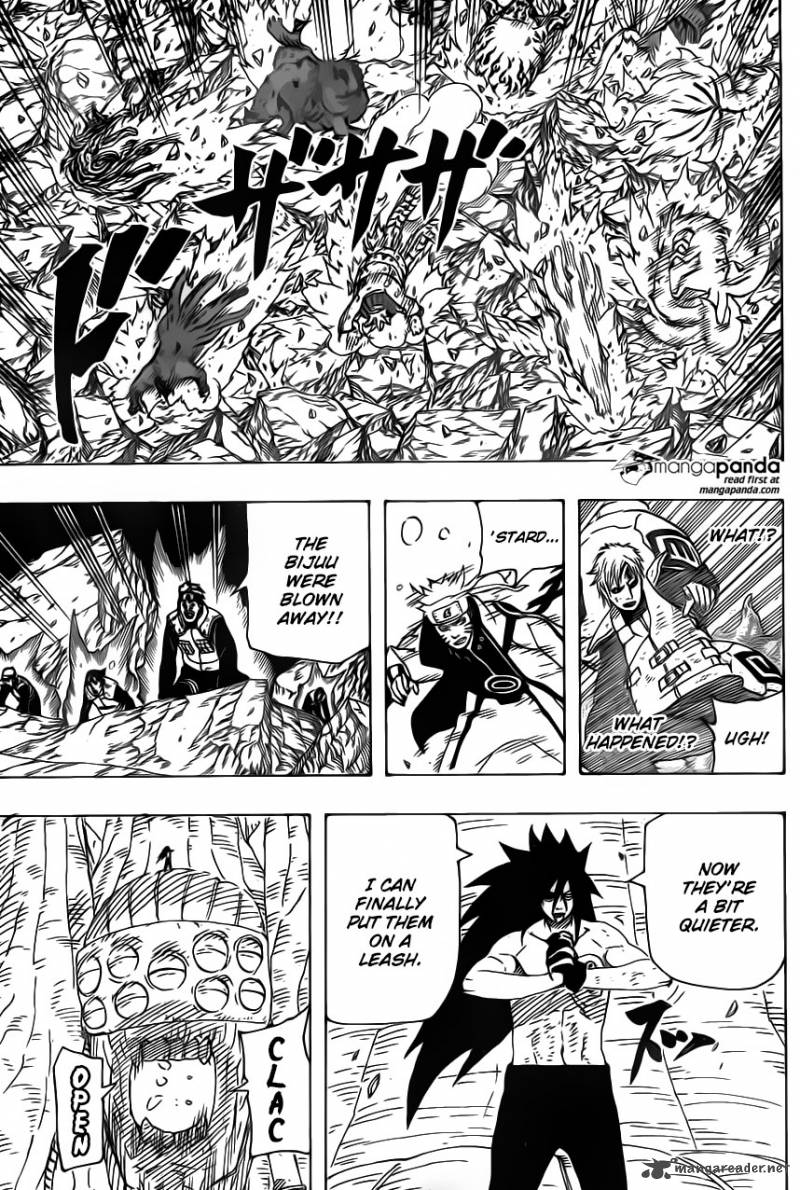 ザザザ
ドド
mangapanda
read first at
mangapanda.com
WHAT!?
WHAT
HAPPENED!?
UGH!
'STARD...
THE
BIJUU
WERE
BLOWN
AWAY!!
NOW
THEY'RE
A BIT
QUIETER.
I CAN
FINALLY
PUT THEM
ON A
LEASH.
ズッ
CLAC
OPEN
mangareader.net